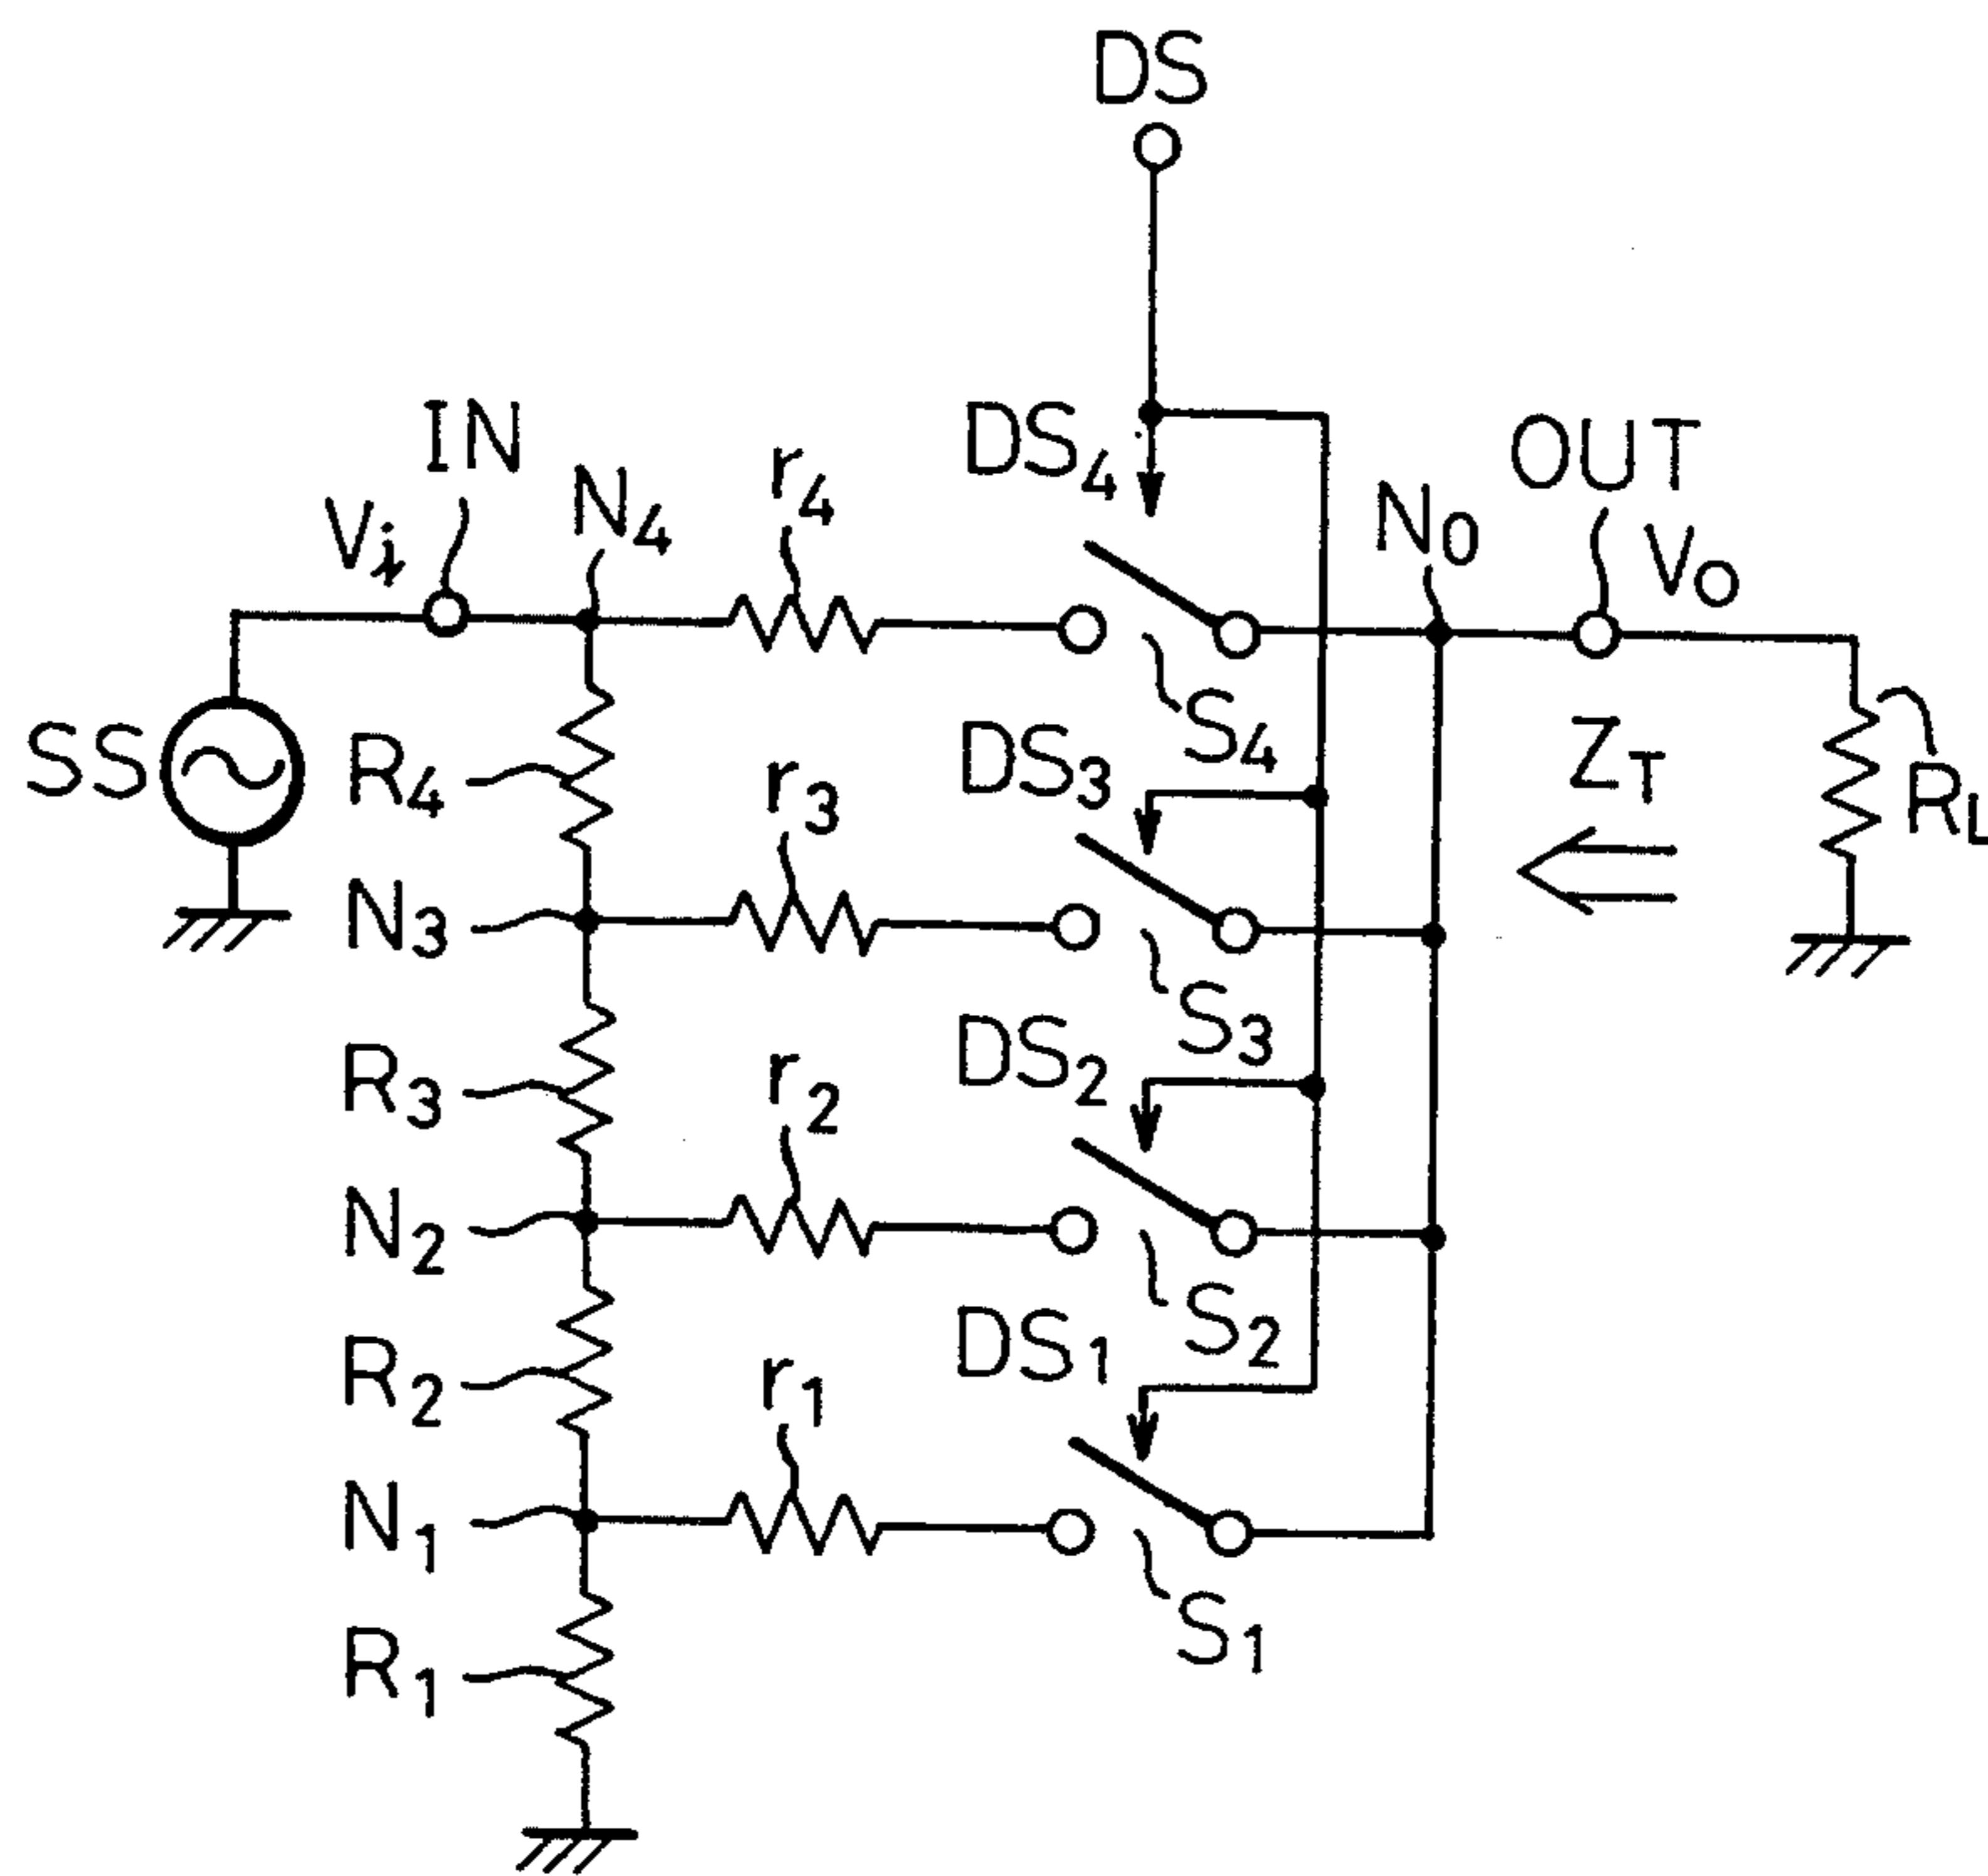 DS
IN
N4
r4
DS4
N0
OUT
Vi
V0
SS
R4
r3
DS3
S4
ZT
RL
N3
R3
r2
DS2
S3
N2
R2
r1
DS1
S2
N1
R1
S1